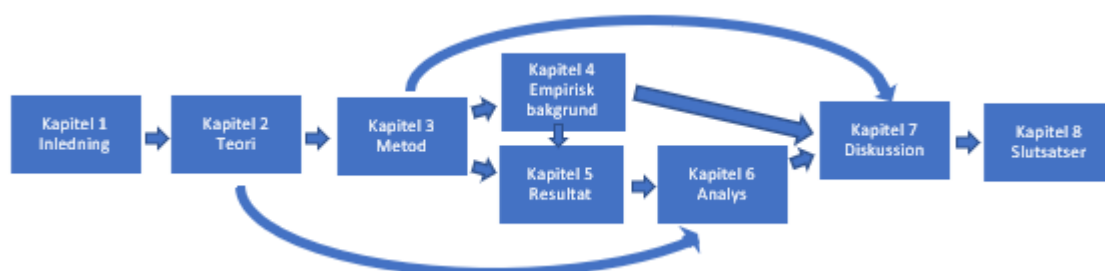 Kapitel 1
Inledning
Kapitel 2
Teori
Kapitel 3
Metod
Kapitel 4
Empirisk
bakgrund
Kapitel 5
Resultat
Kapitel 6
Analys
Kapitel 7
Diskussion
Kapitel 8
Slutsatser